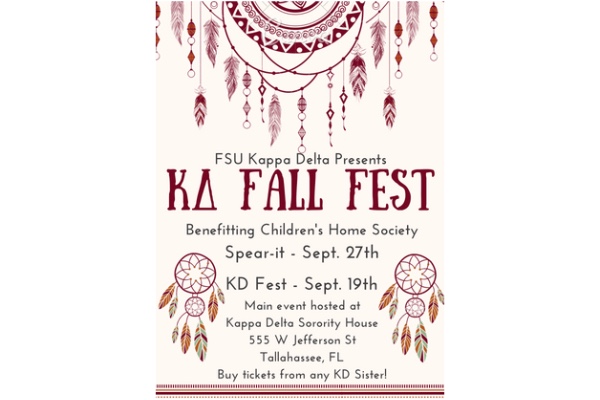 FSU Kappa Delta Presents
KΔ FALL FEST
Benefitting Children's Home Society
Spear-it - Sept. 27th
KD Fest - Sept. 19th
Main event hosted at
Kappa Delta Sorority House
555 W Jefferson St
Tallahassee, FL
Buy tickets from any KD Sister!